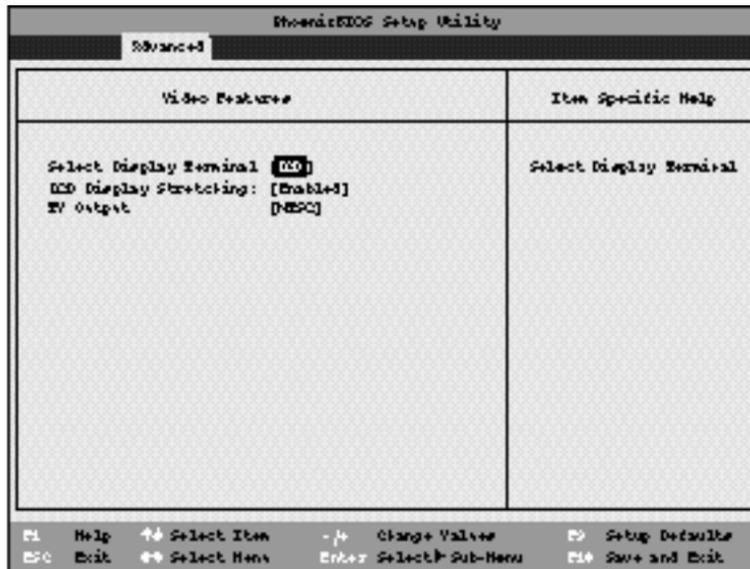 PhoenixBIOS Setup Utility
Advanced
Video Features
Item Specific Help
Select Display Terminal [LCD]
LCD Display Stretching: [Enabled]
TV Output [NTSC]
Select Display Terminal
F1 Help ↑↓ Select Item -/+ Change Values F9 Setup Defaults
ESC Exit ←→ Select Menu Enter Select ▶ Sub-Menu F10 Save and Exit